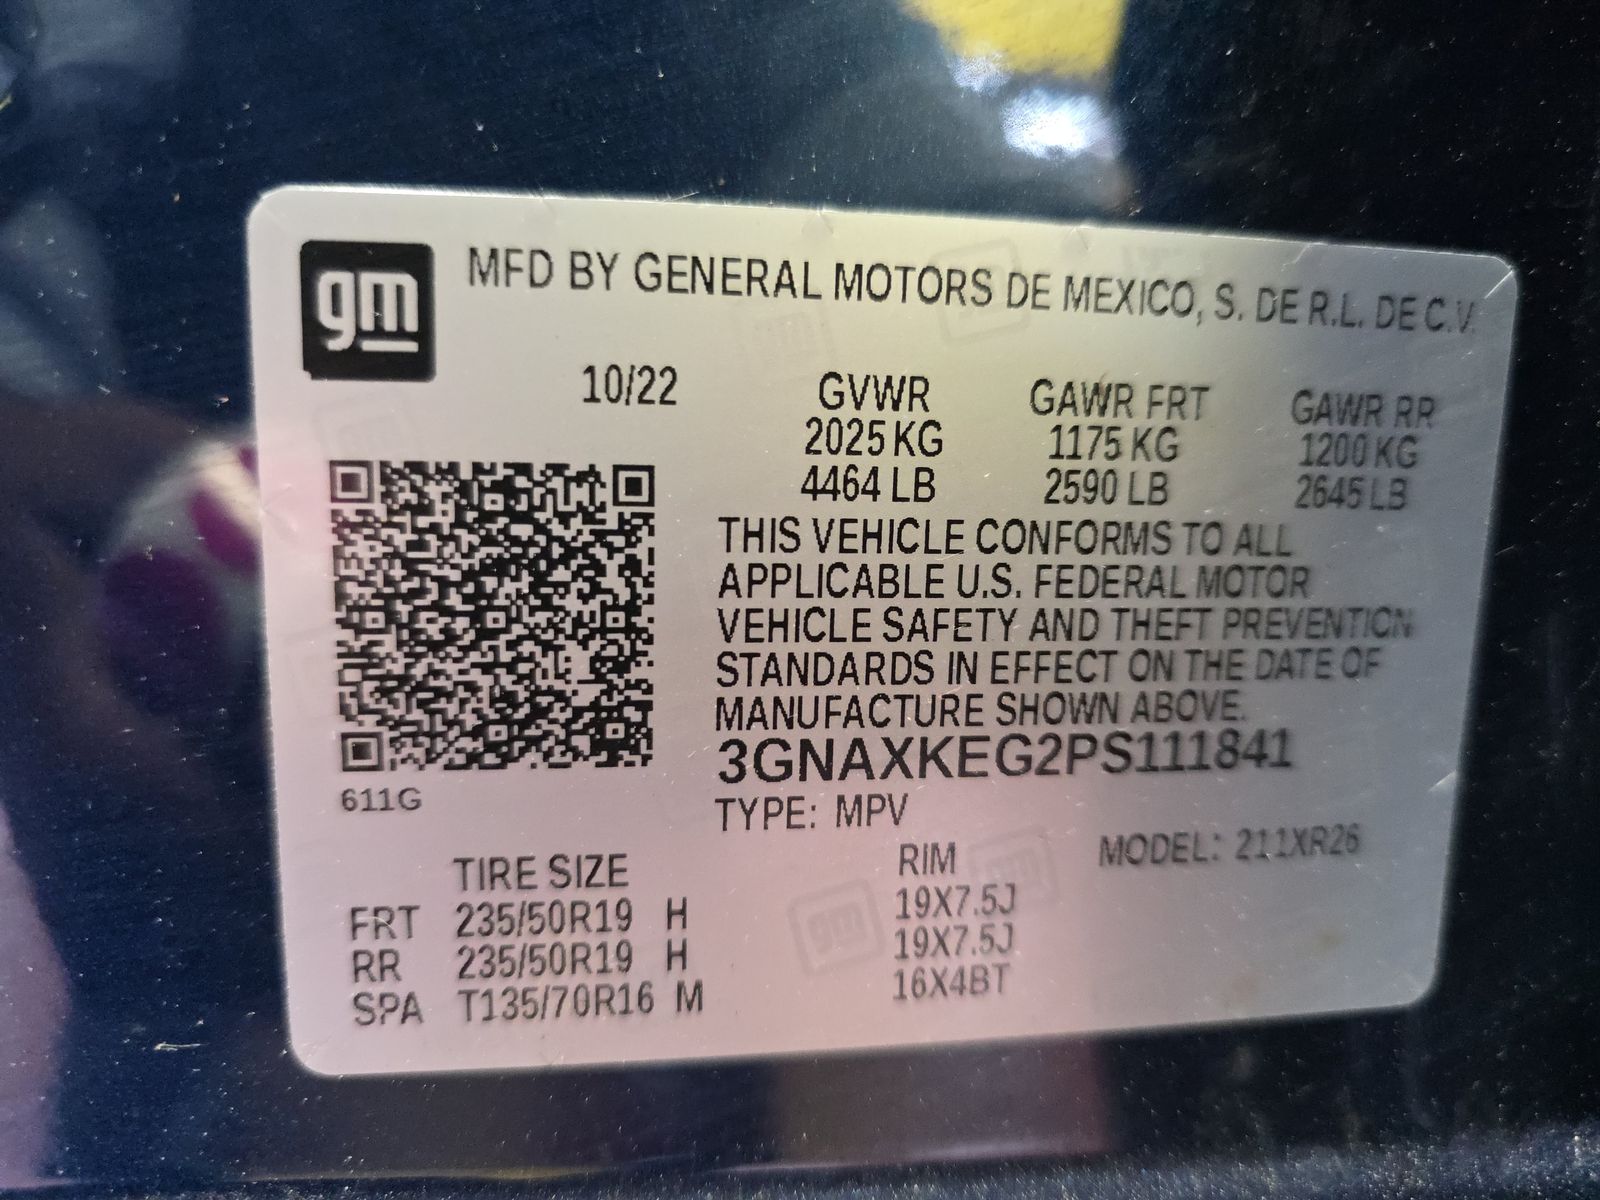 gm
MFD BY GENERAL MOTORS DE MEXICO, S. DE R.L. DE C.V.
10/22 GVWR GAWR FRT GAWR RR
2025 KG 1175 KG 1200 KG
4464 LB 2590 LB 2645 LB
THIS VEHICLE CONFORMS TO ALL
APPLICABLE U.S. FEDERAL MOTOR
VEHICLE SAFETY AND THEFT PREVENTION
STANDARDS IN EFFECT ON THE DATE OF
MANUFACTURE SHOWN ABOVE.
3GNAXKEG2PS111841
611G
TYPE: MPV
MODEL: 211XR26
TIRE SIZE RIM
FRT 235/50R19 H 19X7.5J
RR 235/50R19 H 19X7.5J
SPA T135/70R16 M 16X4BT